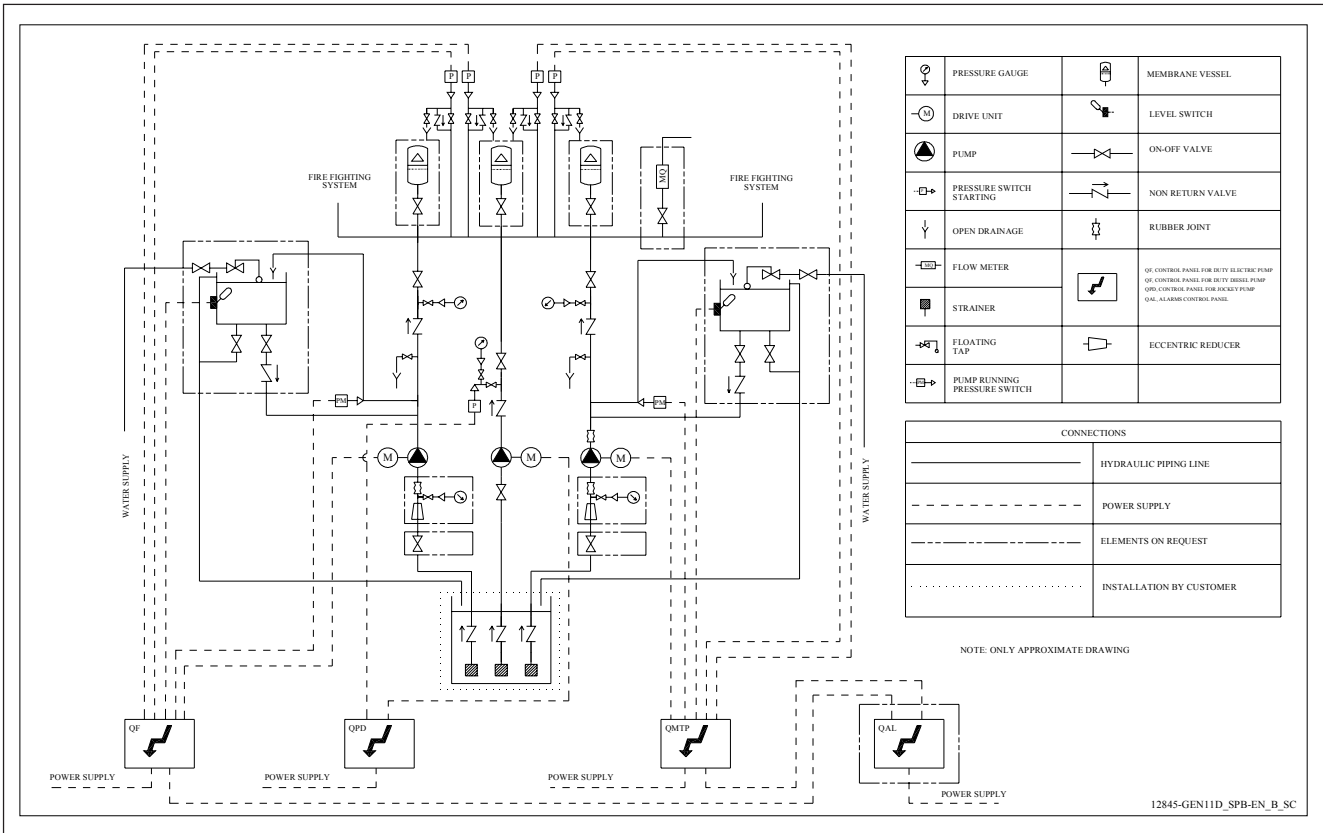 P
P
P
P
FIRE FIGHTING
SYSTEM
MQ
FIRE FIGHTING
SYSTEM
WATER SUPPLY
WATER SUPPLY
PM
P
PM
M
M
M
QF
QPD
QMTP
QAL
POWER SUPPLY
POWER SUPPLY
POWER SUPPLY
POWER SUPPLY
PRESSURE GAUGE
MEMBRANE VESSEL
M
DRIVE UNIT
LEVEL SWITCH
PUMP
ON-OFF VALVE
P
PRESSURE SWITCH
STARTING
NON RETURN VALVE
OPEN DRAINAGE
RUBBER JOINT
MQ
FLOW METER
QF, CONTROL PANEL FOR DUTY ELECTRIC PUMP
QF, CONTROL PANEL FOR DUTY DIESEL PUMP
QPD, CONTROL PANEL FOR JOCKEY PUMP
QAL, ALARMS CONTROL PANEL
STRAINER
FLOATING
TAP
ECCENTRIC REDUCER
PM
PUMP RUNNING
PRESSURE SWITCH
CONNECTIONS
HYDRAULIC PIPING LINE
POWER SUPPLY
ELEMENTS ON REQUEST
INSTALLATION BY CUSTOMER
NOTE: ONLY APPROXIMATE DRAWING
12845-GEN11D_SPB-EN_B_SC